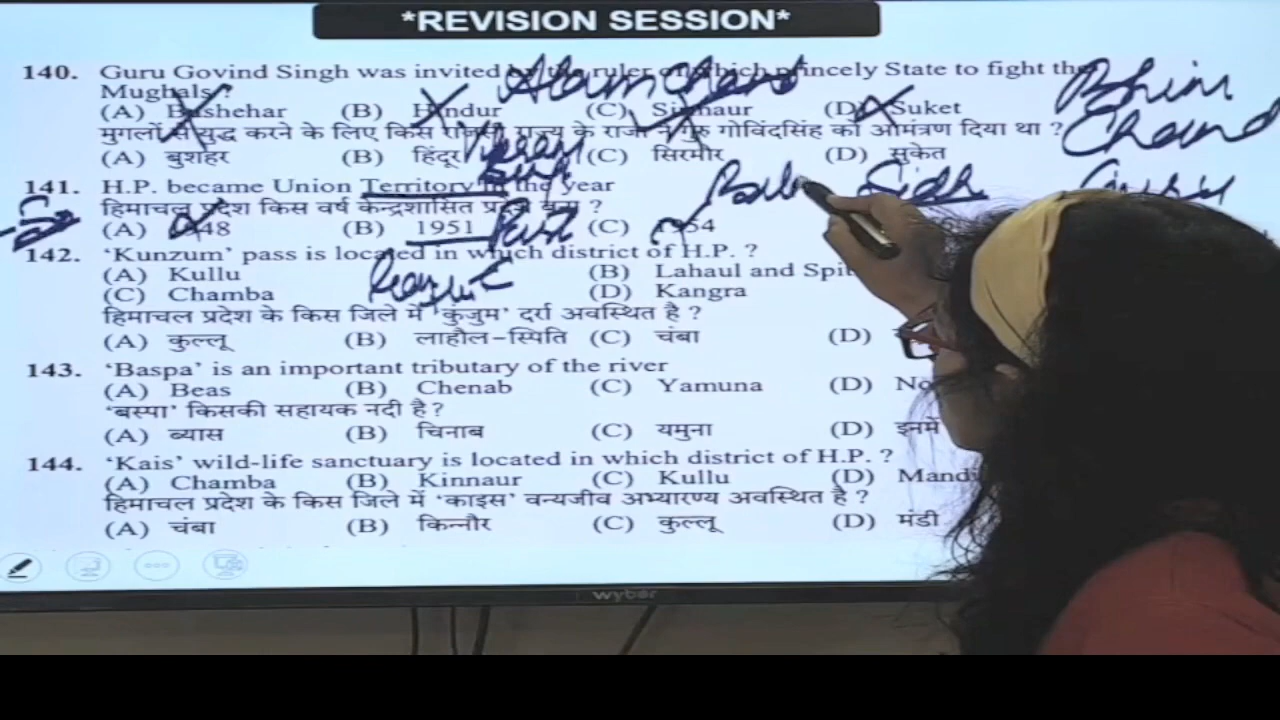 *REVISION SESSION*
140. Guru Govind Singh was invited by the ruler of which princely State to fight the
Mughals ?
(A) Bushehar (B) Hindur (C) Sirmaur (D) Suket
मुगलों से युद्ध करने के लिए किस राज्य के राजा ने गुरु गोविंदसिंह को आमंत्रण दिया था ?
(A) बुशहर (B) हिंदूर (C) सिरमौर (D) सुकेत
Bhim
Chand
141. H.P. became Union Territory in the year
हिमाचल प्रदेश किस वर्ष केन्द्रशासित प्रदेश बना ?
(A) 1948 (B) 1951 (C) 1954
142. ‘Kunzum’ pass is located in which district of H.P. ?
(A) Kullu (B) Lahaul and Spit
(C) Chamba (D) Kangra
हिमाचल प्रदेश के किस जिले में ‘कुंजुम’ दर्रा अवस्थित है ?
(A) कुल्लू (B) लाहौल-स्पिति (C) चंबा (D)
143. ‘Baspa’ is an important tributary of the river
(A) Beas (B) Chenab (C) Yamuna (D) No
‘बस्पा’ किसकी सहायक नदी है ?
(A) ब्यास (B) चिनाब (C) यमुना (D) इनमें
144. ‘Kais’ wild-life sanctuary is located in which district of H.P. ?
(A) Chamba (B) Kinnaur (C) Kullu (D) Mandi
हिमाचल प्रदेश के किस जिले में ‘काइस’ वन्यजीव अभ्यारण्य अवस्थित है ?
(A) चंबा (B) किन्नौर (C) कुल्लू (D) मंडी
wybor